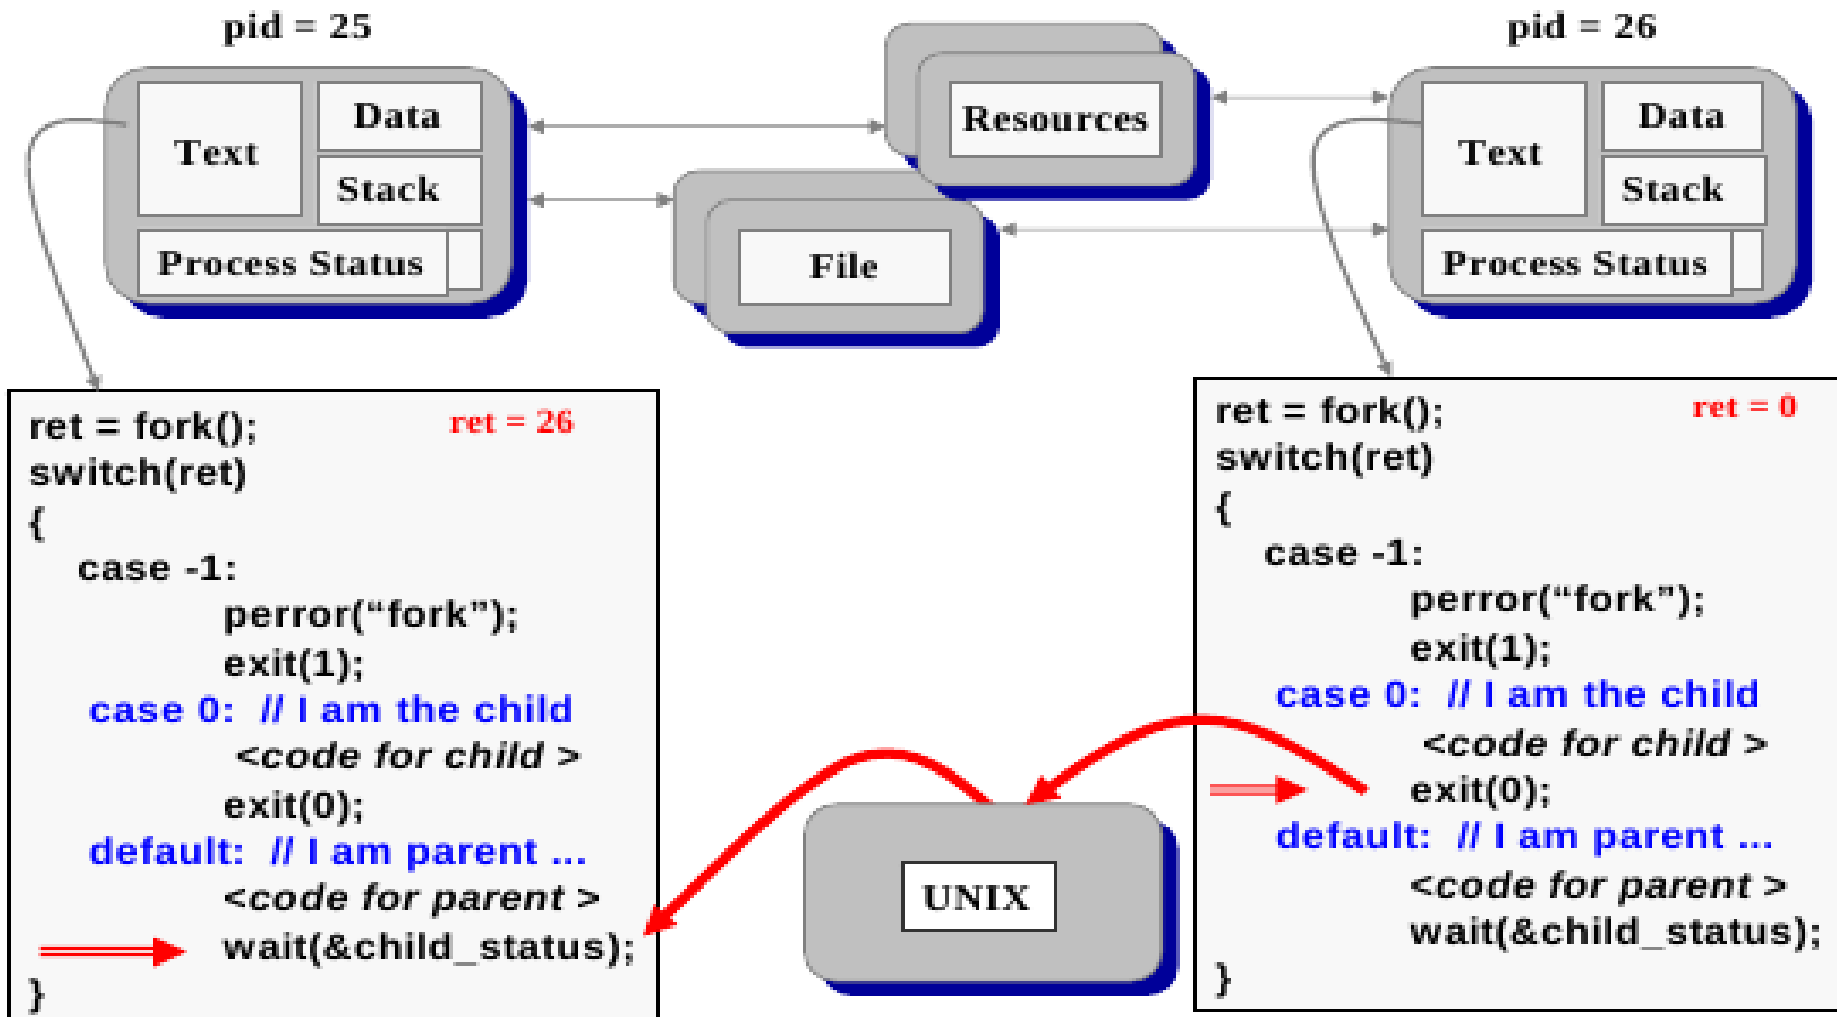 pid = 25
Text
Data
Stack
Process Status
Resources
File
pid = 26
Text
Data
Stack
Process Status
ret = fork();
ret = 26
switch(ret)
{
case -1:
perror(“fork”);
exit(1);
case 0: // I am the child
<code for child >
exit(0);
default: // I am parent ...
<code for parent >
wait(&child_status);
}
UNIX
ret = fork();
ret = 0
switch(ret)
{
case -1:
perror(“fork”);
exit(1);
case 0: // I am the child
<code for child >
exit(0);
default: // I am parent ...
<code for parent >
wait(&child_status);
}